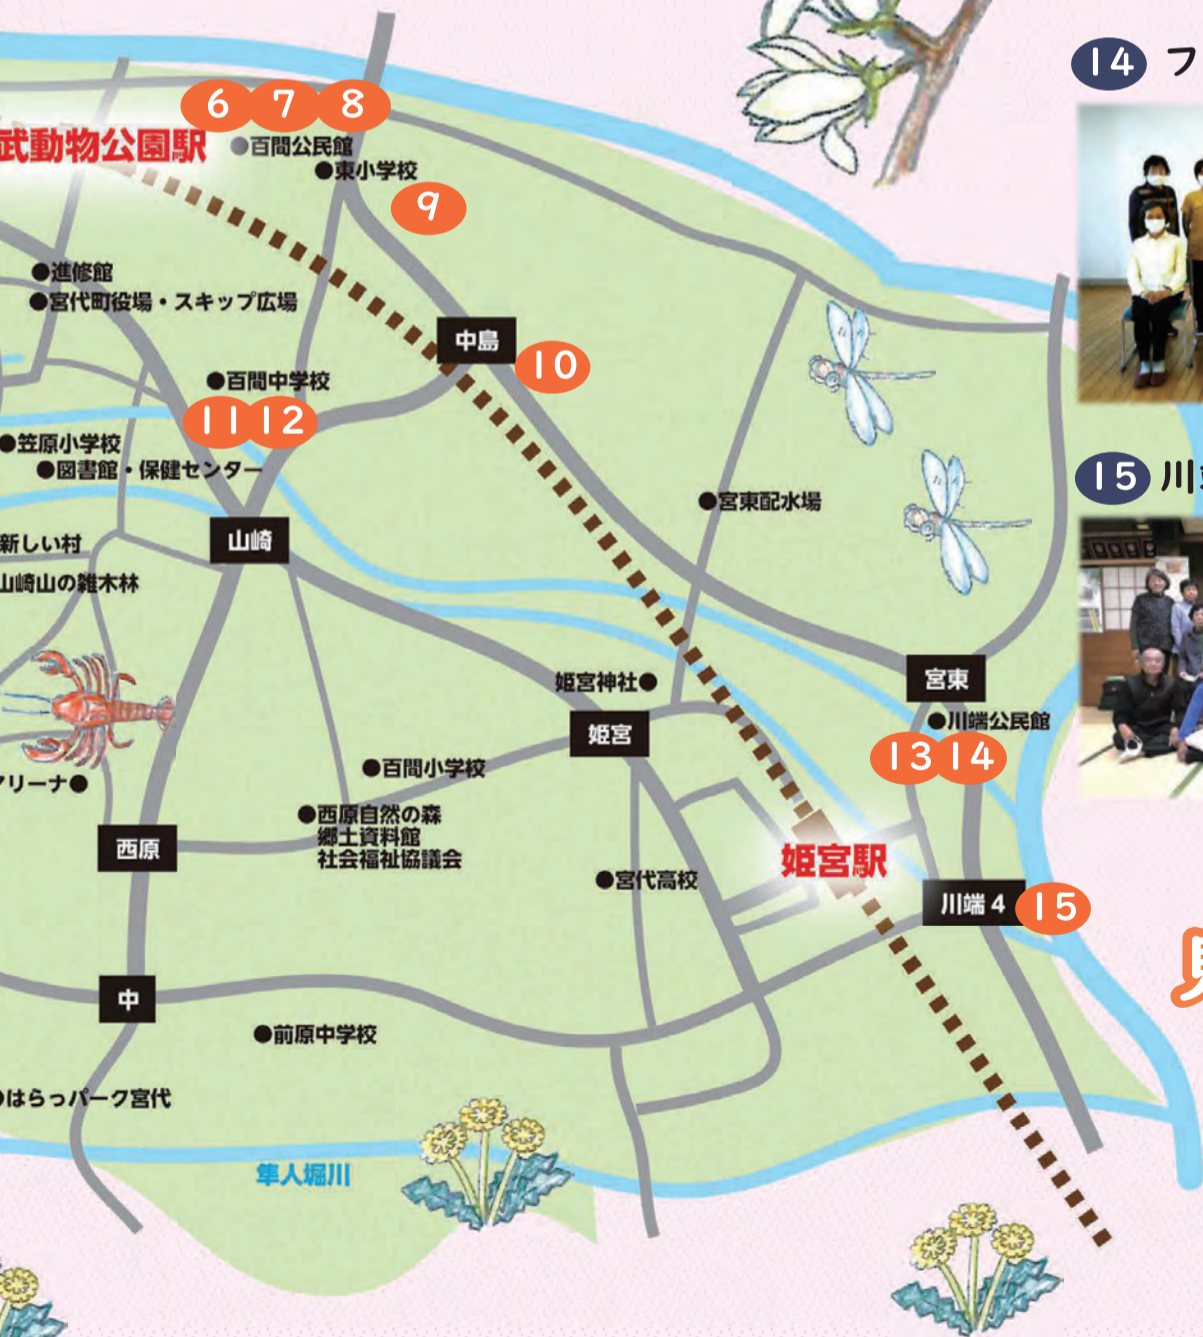 14 フ
6 7 8
武動物公園駅
●百間公民館
●東小学校
9
●進修館
●宮代町役場・スキップ広場
中島
10
●百間中学校
11 12
●笠原小学校
●図書館・保健センター
15 川
●宮東配水場
山崎
新しい村
山崎山の雑木林
姫宮神社●
宮東
●川端公民館
姫宮
13 14
●百間小学校
アリーナ●
●西原自然の森
郷土資料館
社会福祉協議会
西原
姫宮駅
●宮代高校
川端4
15
中
●前原中学校
はらっパーク宮代
隼人堀川